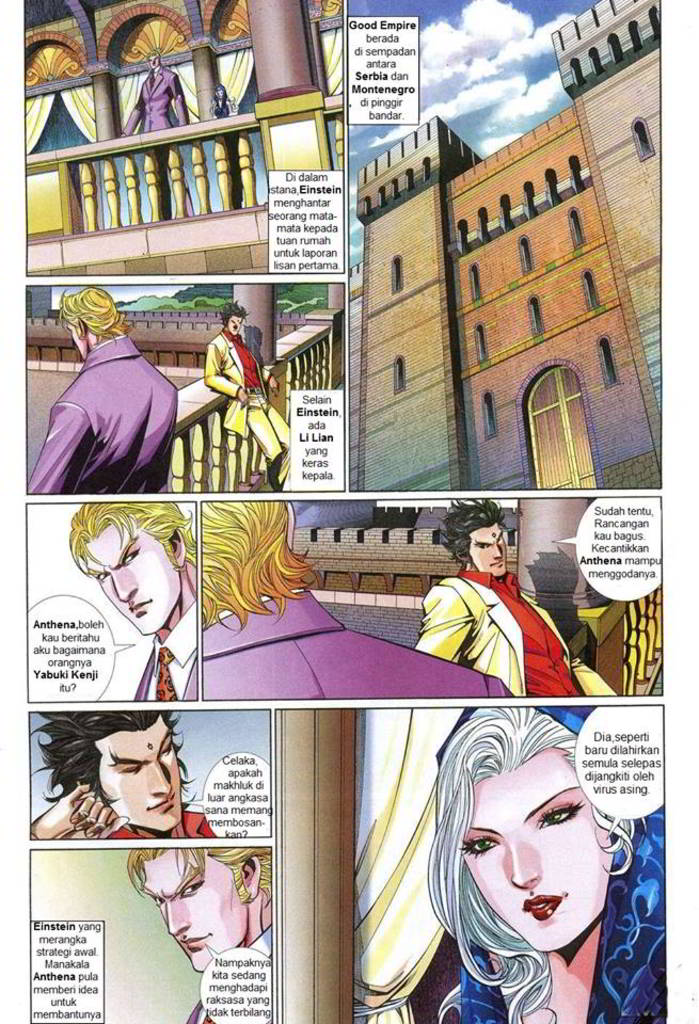 Good Empire
berada
di sempadan
antara
Serbia dan
Montenegro
di pinggir
bandar.
Di dalam
istana,Einstein
menghantar
seorang mata-
mata kepada
tuan rumah
untuk laporan
lisan pertama.
Selain
Einstein,
ada
Li Lian
yang
keras
kepala.
Anthena,boleh
kau beritahu
aku bagaimana
orangnya
Yabuki Kenji
itu?
Sudah tentu,
Rancangan
kau bagus.
Kecantikkan
Anthena mampu
menggodanya.
Celaka,
apakah
makhluk di
luar angkasa
sana memang
membosan-
kan?
Dia,seperti
baru dilahirkan
semula selepas
dijangkiti oleh
virus asing.
Einstein yang
merangka
strategi awal.
Manakala
Anthena pula
memberi idea
untuk
membantunya
Nampaknya
kita sedang
menghadapi
raksasa yang
tidak terbilang